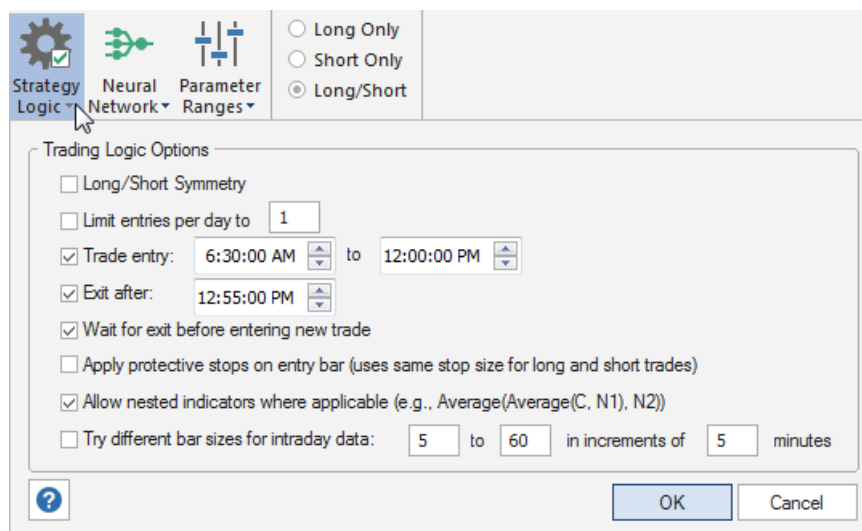 Strategy Logic
Neural Network
Parameter Ranges
Long Only
Short Only
Long/Short
Trading Logic Options
Long/Short Symmetry
Limit entries per day to 1
Trade entry: 6:30:00 AM to 12:00:00 PM
Exit after: 12:55:00 PM
Wait for exit before entering new trade
Apply protective stops on entry bar (uses same stop size for long and short trades)
Allow nested indicators where applicable (e.g., Average(Average(C, N1), N2))
Try different bar sizes for intraday data: 5 to 60 in increments of 5 minutes
?
OK Cancel